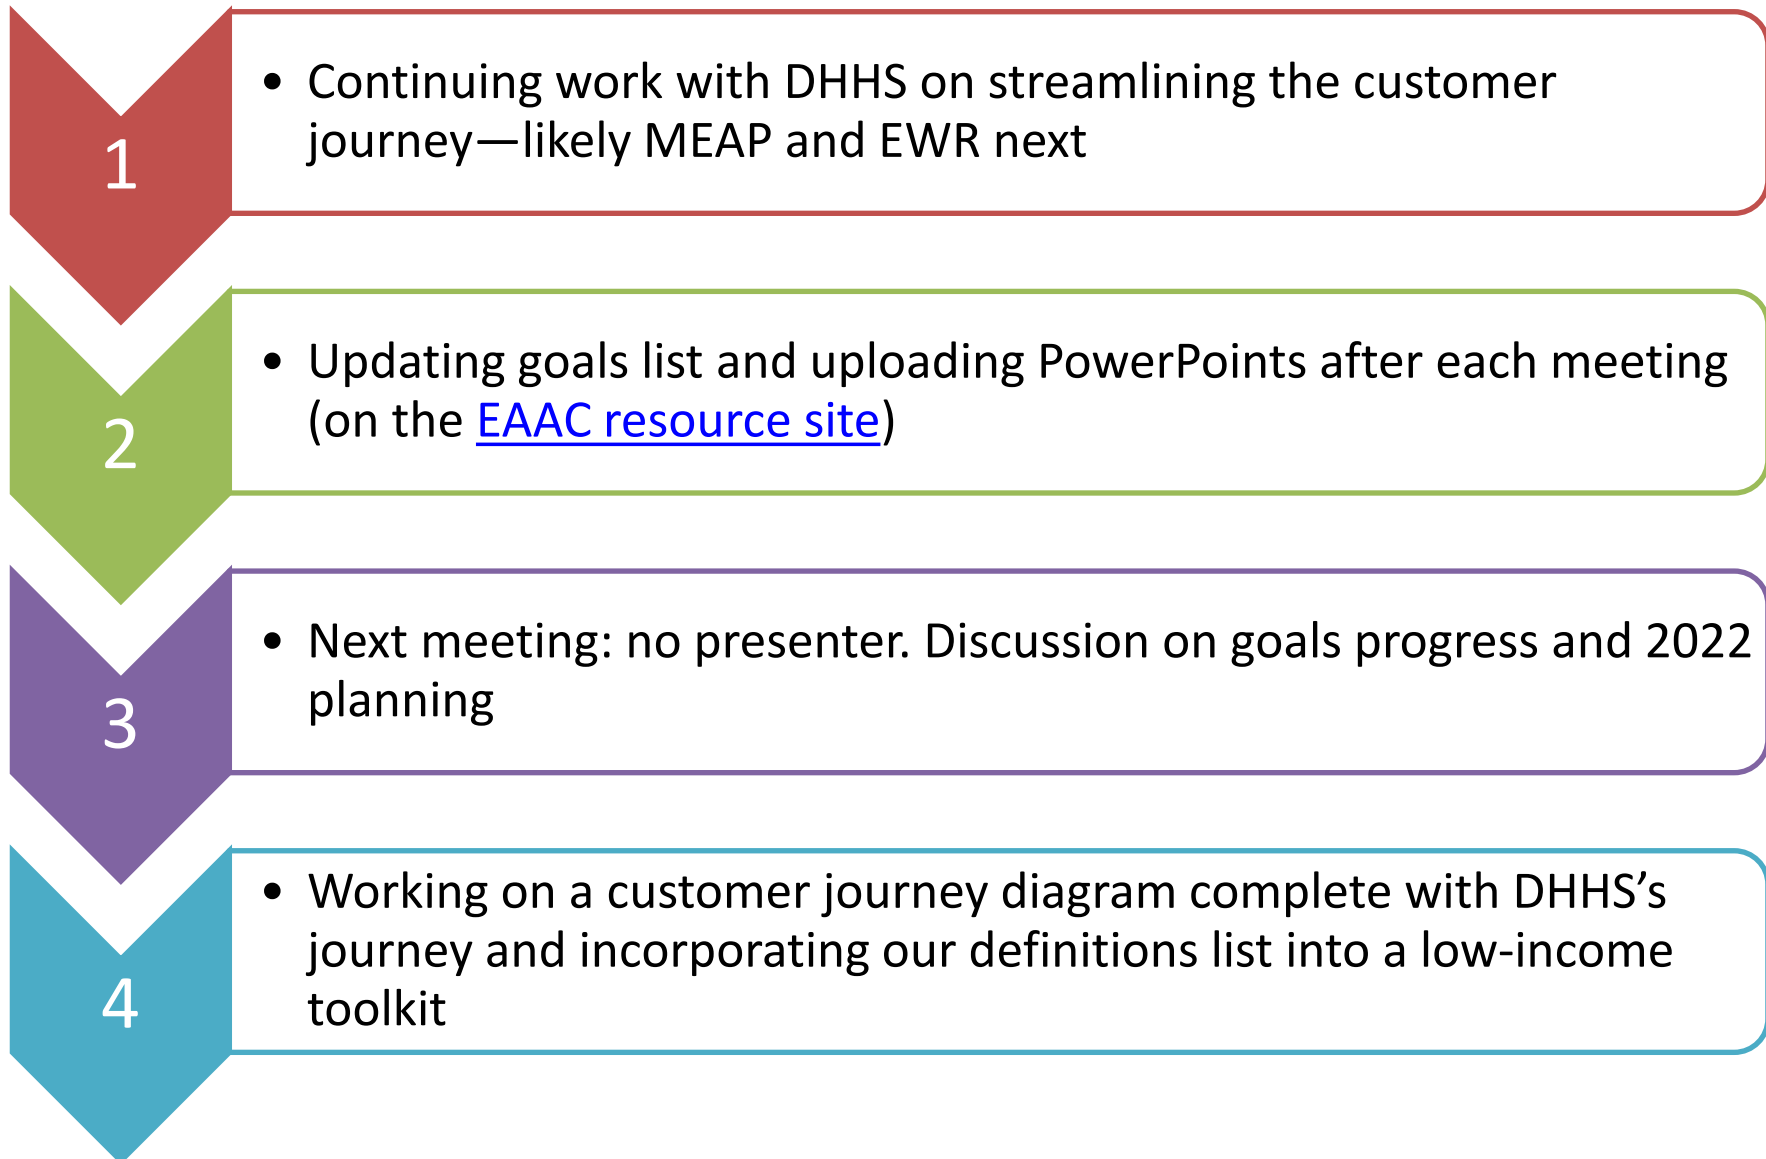 1
• Continuing work with DHHS on streamlining the customer
journey—likely MEAP and EWR next
2
• Updating goals list and uploading PowerPoints after each meeting
(on the EAAC resource site)
3
• Next meeting: no presenter. Discussion on goals progress and 2022
planning
4
• Working on a customer journey diagram complete with DHHS’s
journey and incorporating our definitions list into a low-income
toolkit